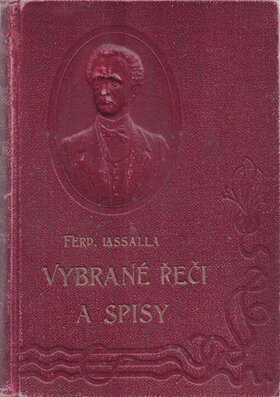 FERD. LASSALLA
VYBRANÉ ŘEČI
A SPISY